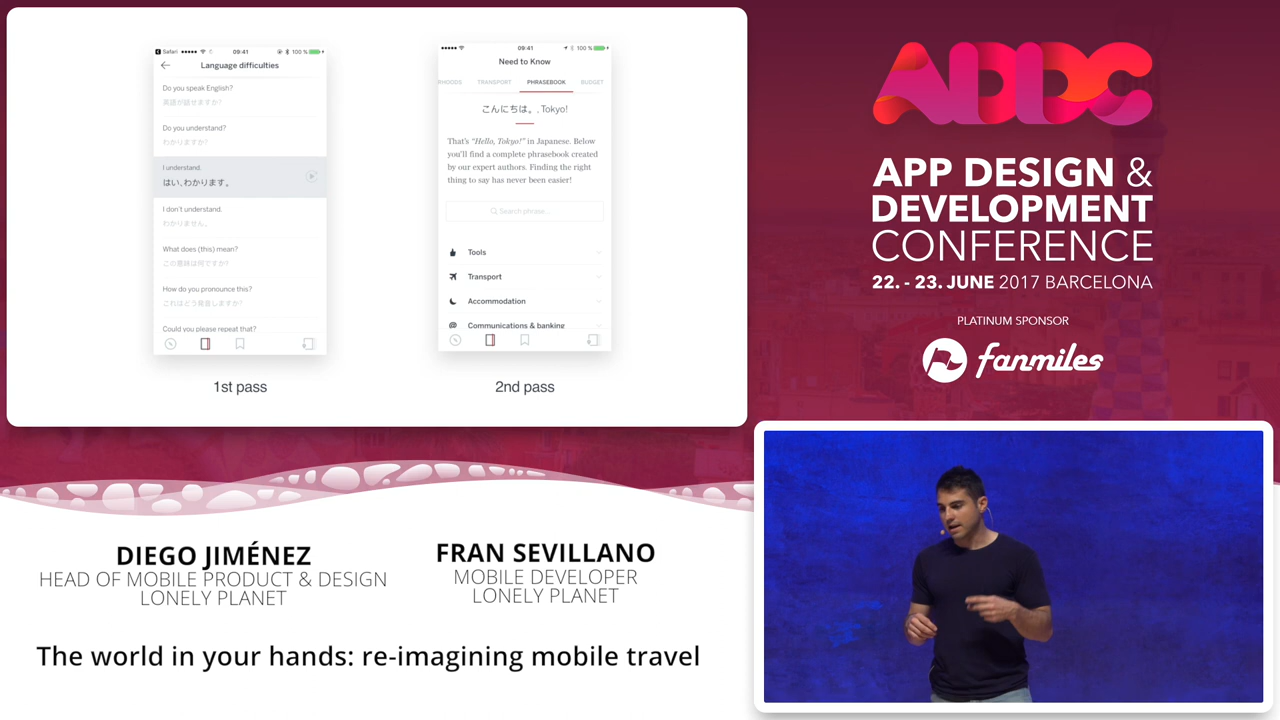 Safari
09:41
100 %
Language difficulties
Do you speak English?
英語が話せますか?
Do you understand?
わかりますか?
I understand.
はい、わかります。
I don't understand.
わかりません。
What does (this) mean?
この意味は何ですか?
How do you pronounce this?
これはどう発音しますか?
Could you please repeat that?
1st pass
09:41
100 %
Need to Know
RHOODS TRANSPORT PHRASEBOOK BUDGET
こんにちは。, Tokyo!
That's "Hello, Tokyo!" in Japanese. Below
you'll find a complete phrasebook created
by our expert authors. Finding the right
thing to say has never been easier!
Search phrase...
Tools
Transport
Accommodation
Communications & banking
2nd pass
ADDC
APP DESIGN &
DEVELOPMENT
CONFERENCE
22. - 23. JUNE 2017 BARCELONA
PLATINUM SPONSOR
fanmiles
DIEGO JIMÉNEZ
HEAD OF MOBILE PRODUCT & DESIGN
LONELY PLANET
FRAN SEVILLANO
MOBILE DEVELOPER
LONELY PLANET
The world in your hands: re-imagining mobile travel